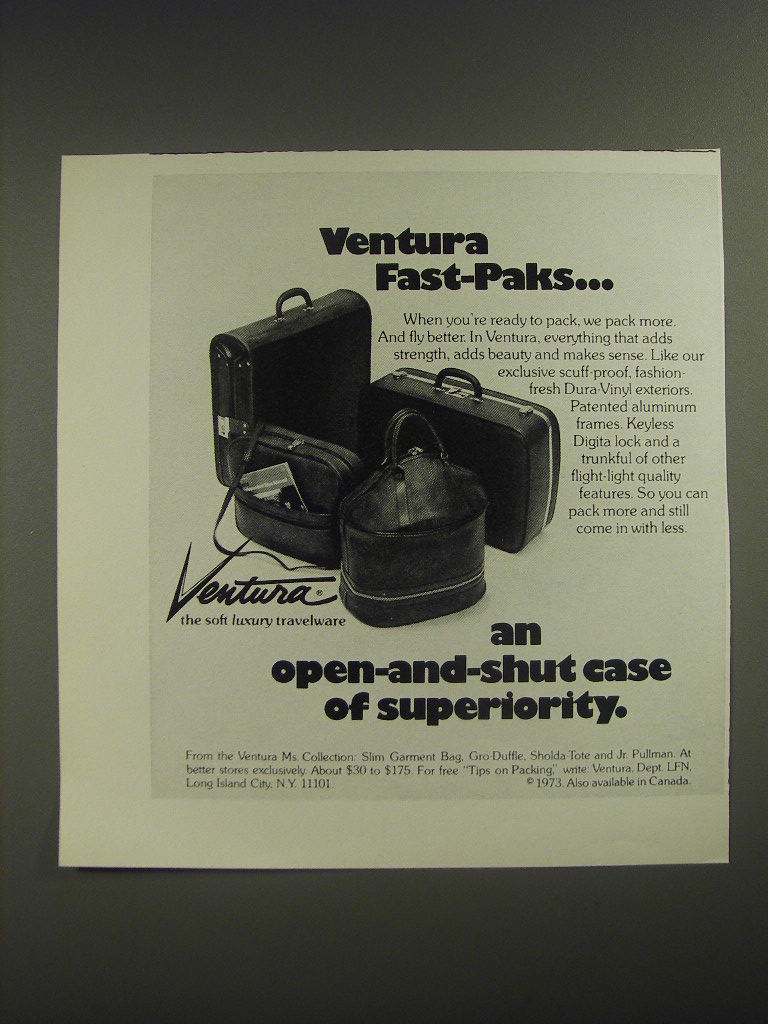 Ventura
Fast-Paks...
When you're ready to pack, we pack more.
And fly better. In Ventura, everything that adds
strength, adds beauty and makes sense. Like our
exclusive scuff-proof, fashion-
fresh Dura-Vinyl exteriors.
Patented aluminum
frames. Keyless
Digita lock and a
trunkful of other
flight-light quality
features. So you can
pack more and still
come in with less.
Ventura®
the soft luxury travelware
an
open-and-shut case
of superiority.
From the Ventura Ms. Collection: Slim Garment Bag, Gro-Duffle, Sholda-Tote and Jr. Pullman. At
better stores exclusively. About $30 to $175. For free "Tips on Packing," write: Ventura, Dept. LFN,
Long Island City, N.Y. 11101. © 1973. Also available in Canada.